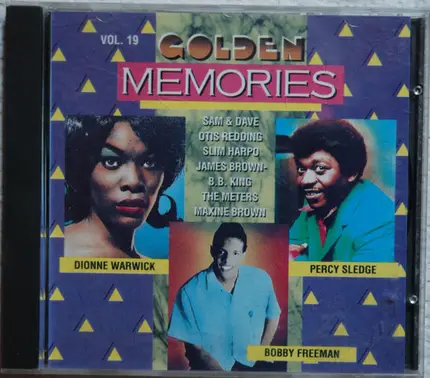 VOL. 19
GOLDEN
MEMORIES
SAM & DAVE
OTIS REDDING
SLIM HARPO
JAMES BROWN-
B.B. KING
THE METERS
MAXINE BROWN
DIONNE WARWICK
PERCY SLEDGE
BOBBY FREEMAN